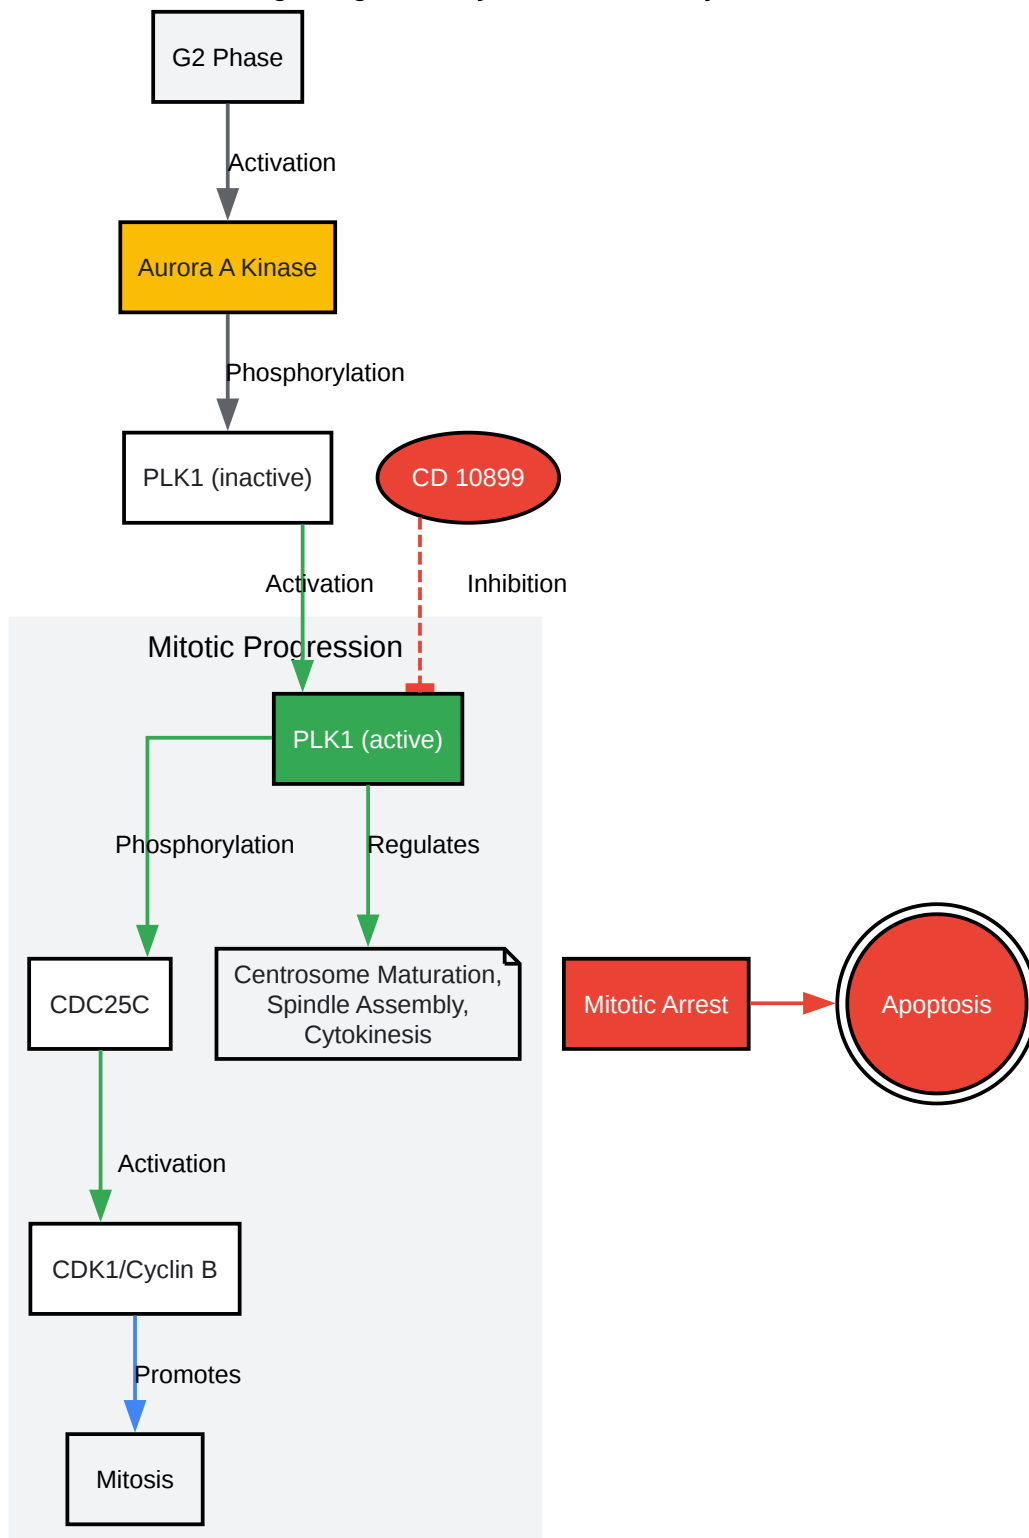 G2 Phase
Activation
Aurora A Kinase
Phosphorylation
PLK1 (inactive)
CD 10899
Activation
Inhibition
Mitotic Progression
PLK1 (active)
Phosphorylation
Regulates
CDC25C
Centrosome Maturation,
Spindle Assembly,
Cytokinesis
Mitotic Arrest
Apoptosis
Activation
CDK1/Cyclin B
Promotes
Mitosis